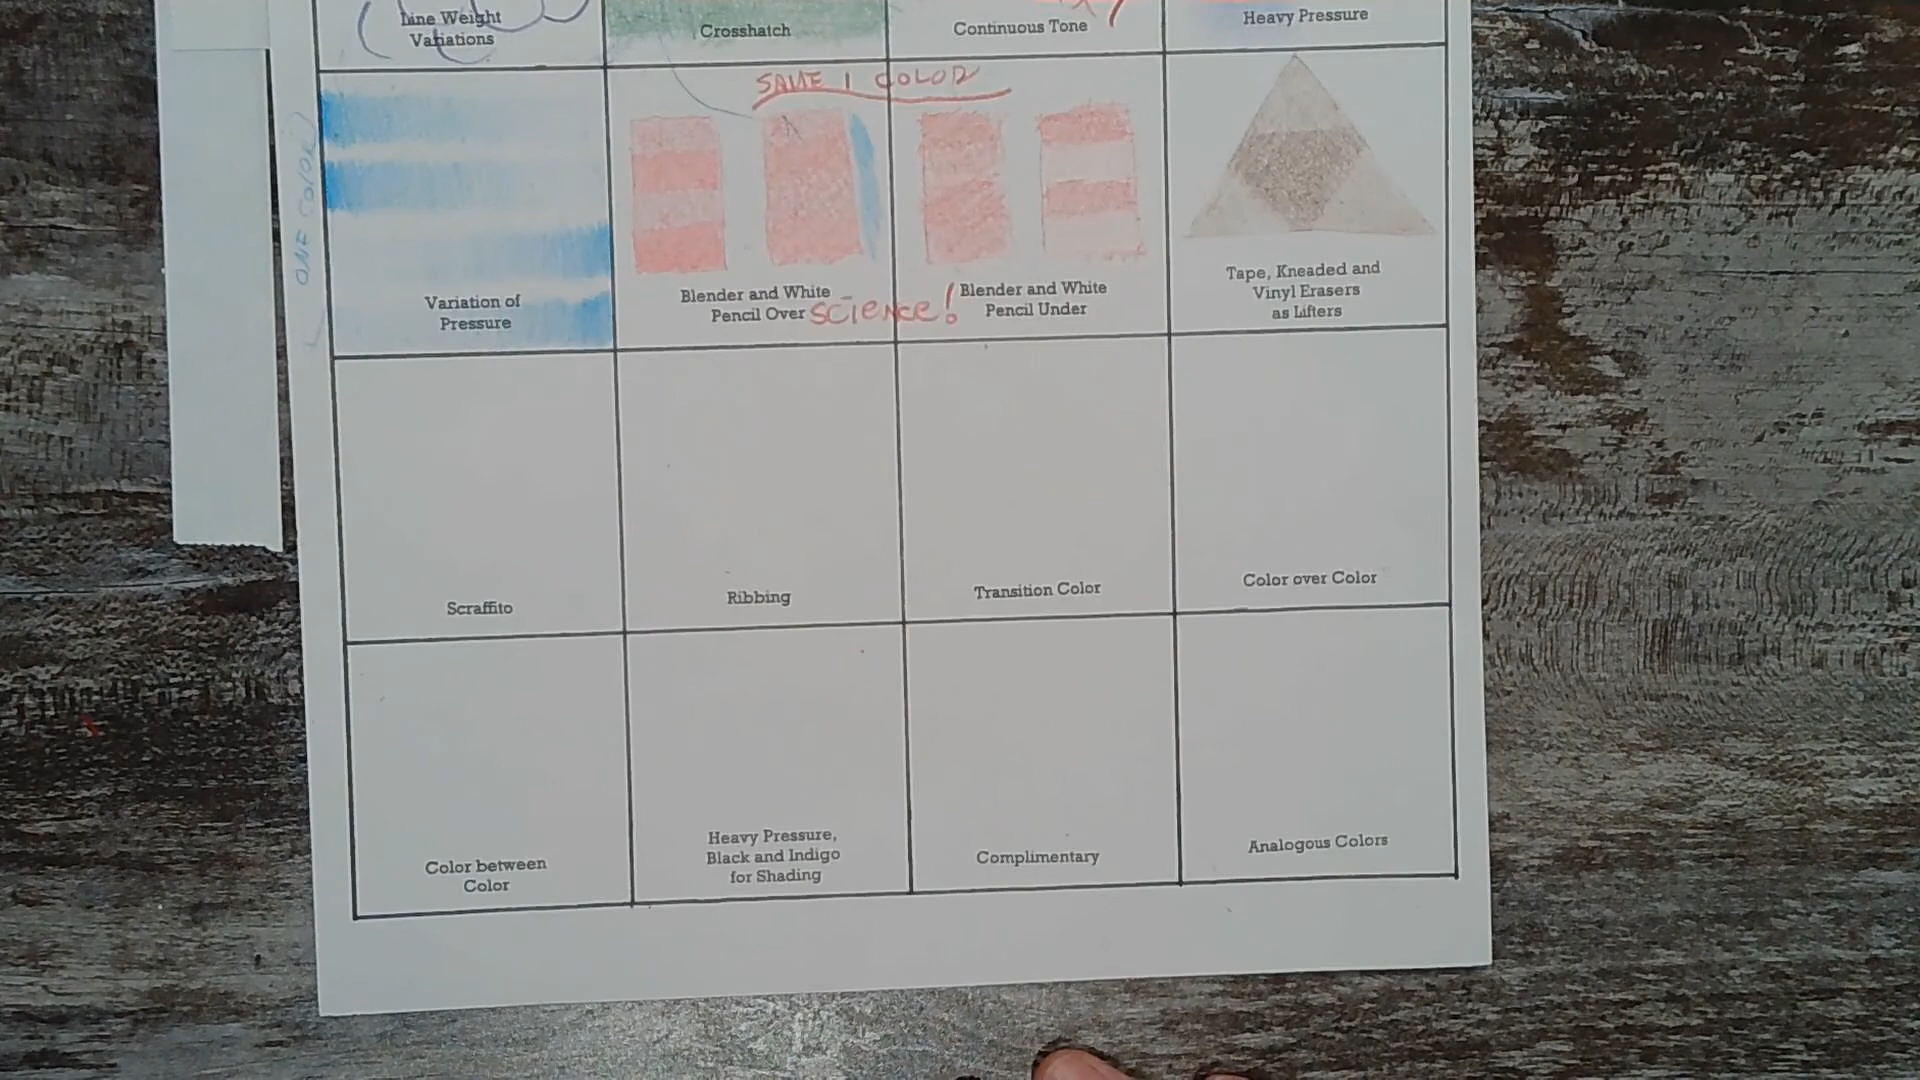 Line Weight
Variations
Crosshatch
Continuous Tone
Heavy Pressure
ONE COLOR
SAME 1 COLOR
Variation of
Pressure
Blender and White
Pencil Over
SCIENCE!
Blender and White
Pencil Under
Tape, Kneaded and
Vinyl Erasers
as Lifters
Scraffito
Ribbing
Transition Color
Color over Color
Color between
Color
Heavy Pressure,
Black and Indigo
for Shading
Complimentary
Analogous Colors